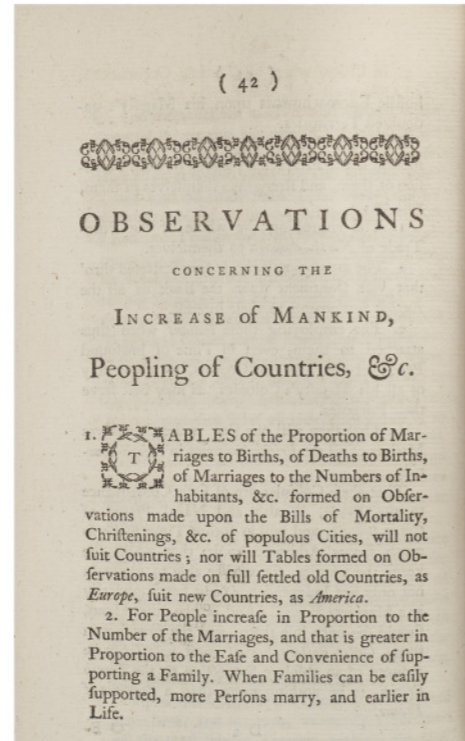 ( 42 )
OBSERVATIONS
CONCERNING THE
INCREASE of MANKIND,
Peopling of Countries, &c.
1. TABLES of the Proportion of Mar-
riages to Births, of Deaths to Births,
of Marriages to the Numbers of In-
habitants, &c. formed on Obſer-
vations made upon the Bills of Mortality,
Chriſtenings, &c. of populous Cities, will not
ſuit Countries ; nor will Tables formed on Ob-
ſervations made on full ſettled old Countries, as
Europe, ſuit new Countries, as America.
2. For People increaſe in Proportion to the
Number of the Marriages, and that is greater in
Proportion to the Eaſe and Convenience of ſup-
porting a Family. When Families can be eaſily
ſupported, more Perſons marry, and earlier in
Life.